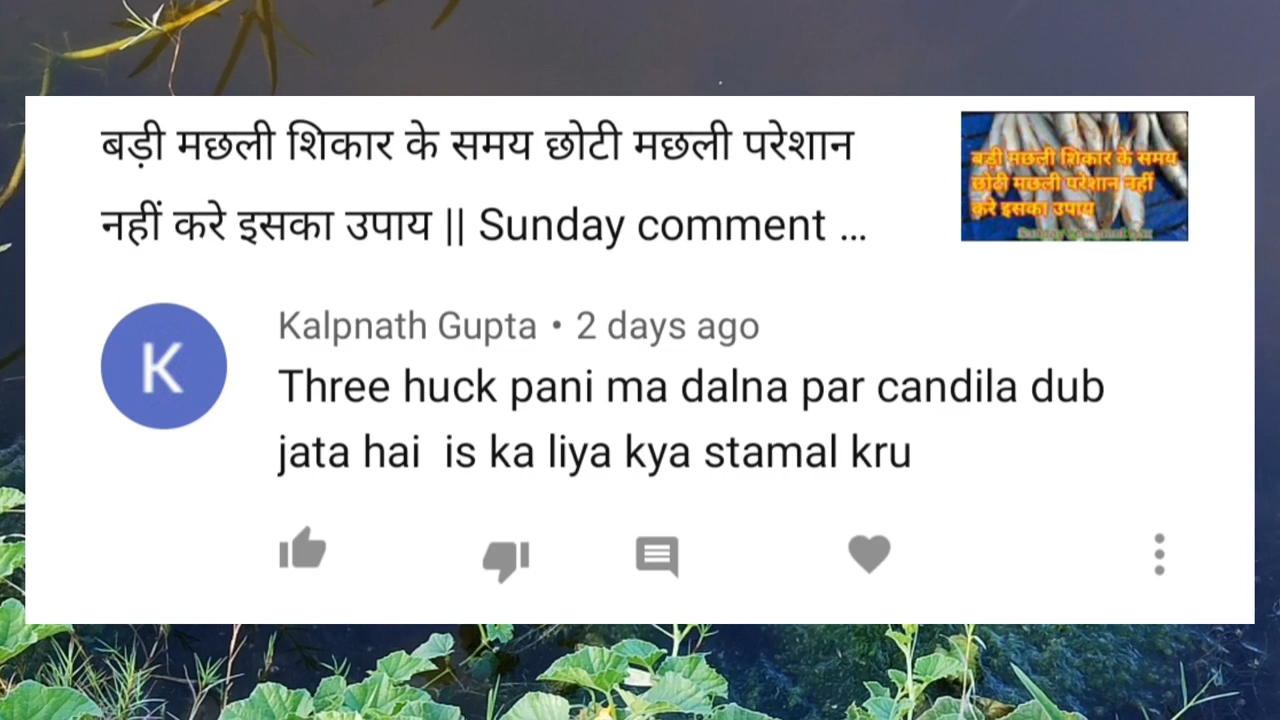 बड़ी मछली शिकार के समय छोटी मछली परेशान
नहीं करे इसका उपाय || Sunday comment ...
बड़ी मछली शिकार के समय
छोटी मछली परेशान नहीं
करे इसका उपाय
K
Kalpnath Gupta • 2 days ago
Three huck pani ma dalna par candila dub
jata hai is ka liya kya stamal kru